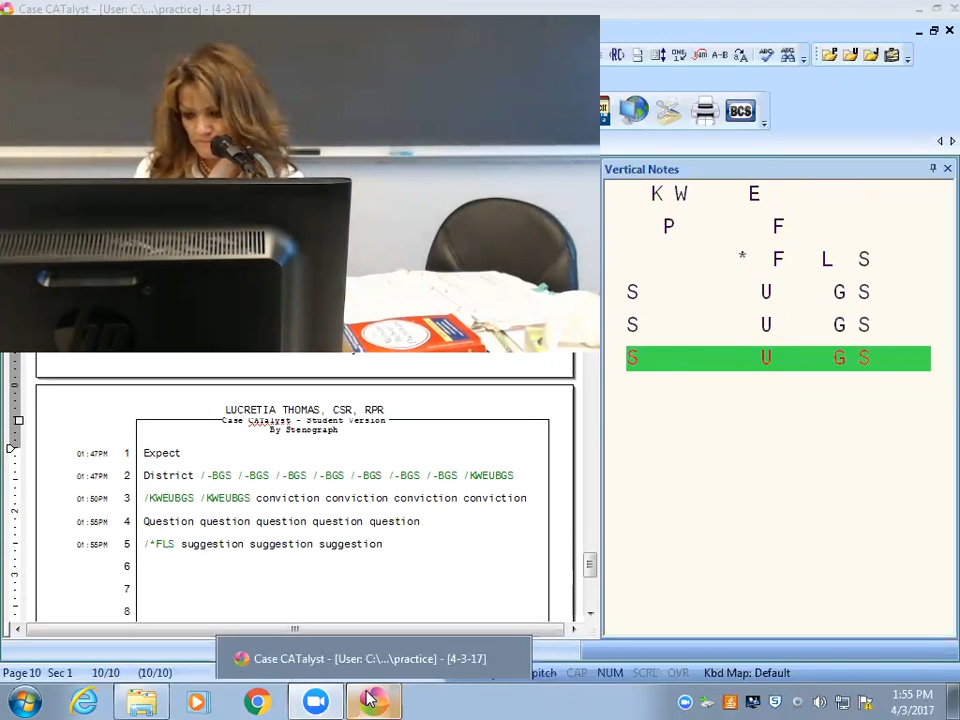 Case CATalyst - [User: C:\...\practice] - [4-3-17]
BCS
Vertical Notes
K W E
P F
* F L S
S U G S
S U G S
S U G S
LUCRETIA THOMAS, CSR, RPR
Case CATalyst - Student Version
By Stenograph
01:47PM 1 Expect
01:47PM 2 District /-BGS /-BGS /-BGS /-BGS /-BGS /-BGS /-BGS /KWEUBGS
01:50PM 3 /KWEUBGS /KWEUBGS conviction conviction conviction conviction
01:55PM 4 Question question question question question
01:55PM 5 /*FLS suggestion suggestion suggestion
6
7
8
Case CATalyst - [User: C:\...\practice] - [4-3-17]
Page 10 Sec 1 10/10 (10/10) CAP NUM SCRL OVR Kbd Map: Default
1:55 PM
4/3/2017